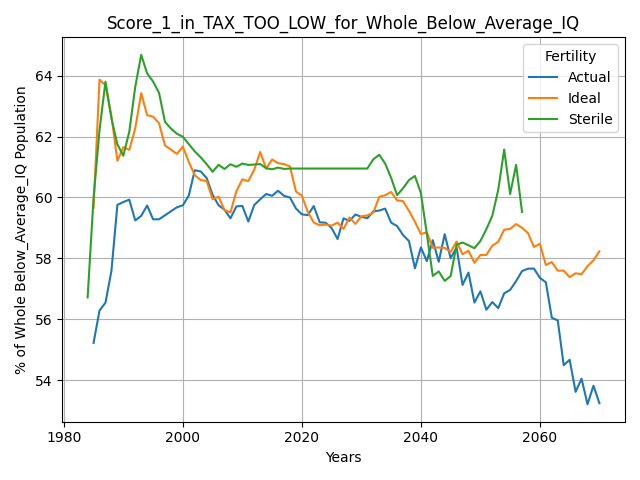 Score_1_in_TAX_TOO_LOW_for_Whole_Below_Average_IQ
% of Whole Below_Average_IQ Population
64
62
60
58
56
54
Fertility
Actual
Ideal
Sterile
1980 2000 2020 2040 2060
Years